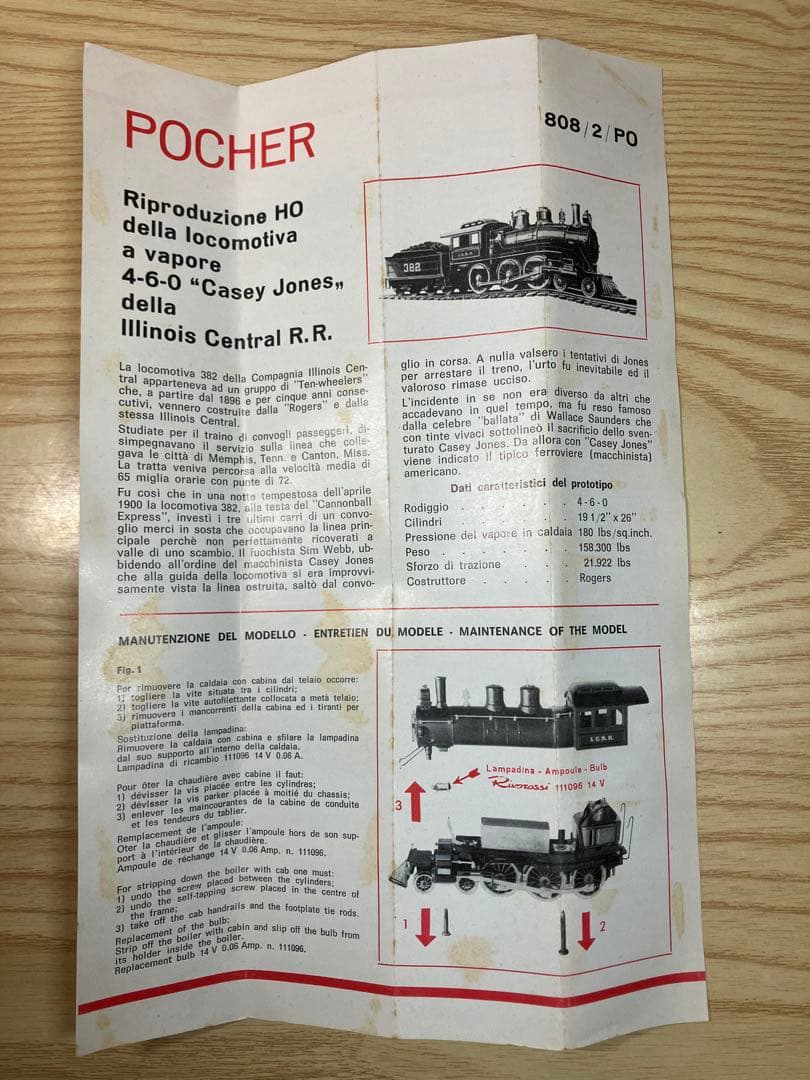 POCHER
808/2/PO
Riproduzione HO
della locomotiva
a vapore
4-6-0 “Casey Jones„
della
Illinois Central R.R.
382
I.C.R.R.
La locomotiva 382 della Compagnia Illinois Cen-
tral apparteneva ad un gruppo di "Ten-wheelers"
che, a partire dal 1896 e per cinque anni conse-
cutivi, vennero costruite dalla "Rogers" e dalla
stessa Illinois Central.
Studiate per il traino di convogli passeggeri, di-
simpegnavano il servizio sulla linea che colle-
gava le città di Memphis, Tenn. e Canton, Miss.
La tratta veniva percorsa alla velocità media di
65 miglia orarie con punte di 72.
Fu così che in una notte tempestosa dell'aprile
1900 la locomotiva 382, alla testa del "Cannonball
Express", investì i tre ultimi carri di un convo-
glio merci in sosta che occupavano la linea prin-
cipale perchè non perfettamente ricoverati a
valle di uno scambio. Il fuochista Sim Webb, ub-
bidendo all'ordine del macchinista Casey Jones
che alla guida della locomotiva si era improvvi-
samente vista la linea ostruita, saltò dal convo-
glio in corsa. A nulla valsero i tentativi di Jones
per arrestare il treno, l'urto fu inevitabile ed il
valoroso rimase ucciso.
L'incidente in se non era diverso da altri che
accadevano in quel tempo, ma fu reso famoso
dalla celebre "ballata" di Wallace Saunders che
con tinte vivaci sottolineò il sacrificio dello sven-
turato Casey Jones. Da allora con "Casey Jones"
viene indicato il tipico ferroviere (macchinista)
americano.
Dati caratteristici del prototipo
Rodiggio . . . . . . . 4-6-0
Cilindri . . . . . . . 19 1/2" x 26"
Pressione del vapore in caldaia 180 lbs/sq.inch.
Peso . . . . . . . . 158.300 lbs
Sforzo di trazione . . . . 21.922 lbs
Costruttore . . . . . . Rogers
MANUTENZIONE DEL MODELLO - ENTRETIEN DU MODELE - MAINTENANCE OF THE MODEL
Fig. 1
Per rimuovere la caldaia con cabina dal telaio occorre:
1) togliere la vite situata tra i cilindri;
2) togliere la vite autofilettante collocata a metà telaio;
3) rimuovere i mancorrenti della cabina ed i tiranti per
piattaforma.
Sostituzione della lampadina:
Rimuovere la caldaia con cabina e sfilare la lampadina
dal suo supporto all'interno della caldaia.
Lampadina di ricambio 111096 14 V 0.06 A.
Pour ôter la chaudière avec cabine il faut:
1) dévisser la vis placée entre les cylindres;
2) dévisser la vis parker placée à moitié du chassis;
3) enlever les maincourantes de la cabine de conduite
et les tendeurs du tablier.
Remplacement de l'ampoule:
Oter la chaudière et glisser l'ampoule hors de son sup-
port à l'intérieur de la chaudière.
Ampoule de réchange 14 V 0.06 Amp. n. 111096.
For stripping down the boiler with cab one must:
1) undo the screw placed between the cylinders;
2) undo the self-tapping screw placed in the centre of
the frame;
3) take off the cab handrails and the footplate tie rods.
Replacement of the bulb:
Strip off the boiler with cabin and slip off the bulb from
its holder inside the boiler.
Replacement bulb 14 V 0.06 Amp. n. 111096.
I.C.R.R.
Lampadina - Ampoule - Bulb
Rivarossi 111096 14 V
3
1
2